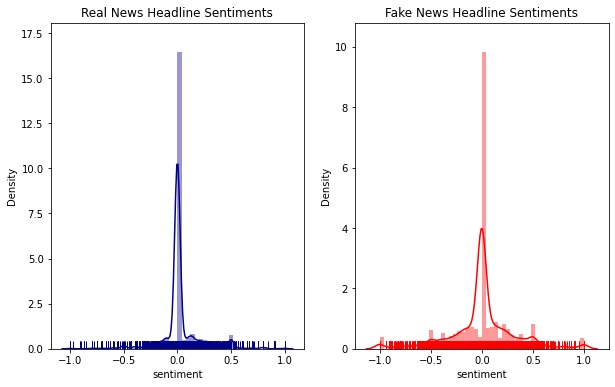 Real News Headline Sentiments
17.5
15.0
12.5
10.0
7.5
5.0
2.5
0.0
Density
−1.0 −0.5 0.0 0.5 1.0
sentiment
Fake News Headline Sentiments
10
8
6
4
2
0
Density
−1.0 −0.5 0.0 0.5 1.0
sentiment